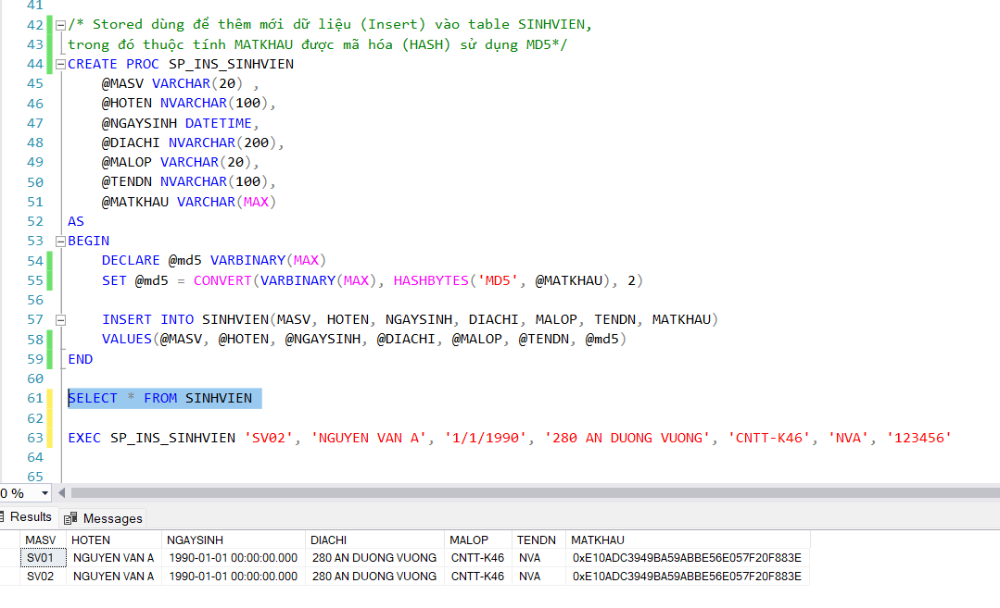 41
42 /* Stored dùng để thêm mới dữ liệu (Insert) vào table SINHVIEN,
43 trong đó thuộc tính MATKHAU được mã hóa (HASH) sử dụng MD5*/
44 CREATE PROC SP_INS_SINHVIEN
45 @MASV VARCHAR(20) ,
46 @HOTEN NVARCHAR(100),
47 @NGAYSINH DATETIME,
48 @DIACHI NVARCHAR(200),
49 @MALOP VARCHAR(20),
50 @TENDN NVARCHAR(100),
51 @MATKHAU VARCHAR(MAX)
52 AS
53 BEGIN
54 DECLARE @md5 VARBINARY(MAX)
55 SET @md5 = CONVERT(VARBINARY(MAX), HASHBYTES('MD5', @MATKHAU), 2)
56
57 INSERT INTO SINHVIEN(MASV, HOTEN, NGAYSINH, DIACHI, MALOP, TENDN, MATKHAU)
58 VALUES(@MASV, @HOTEN, @NGAYSINH, @DIACHI, @MALOP, @TENDN, @md5)
59 END
60
61 SELECT * FROM SINHVIEN
62
63 EXEC SP_INS_SINHVIEN 'SV02', 'NGUYEN VAN A', '1/1/1990', '280 AN DUONG VUONG', 'CNTT-K46', 'NVA', '123456'
64
65
0 %
Results Messages
MASV HOTEN NGAYSINH DIACHI MALOP TENDN MATKHAU
SV01 NGUYEN VAN A 1990-01-01 00:00:00.000 280 AN DUONG VUONG CNTT-K46 NVA 0xE10ADC3949BA59ABBE56E057F20F883E
SV02 NGUYEN VAN A 1990-01-01 00:00:00.000 280 AN DUONG VUONG CNTT-K46 NVA 0xE10ADC3949BA59ABBE56E057F20F883E